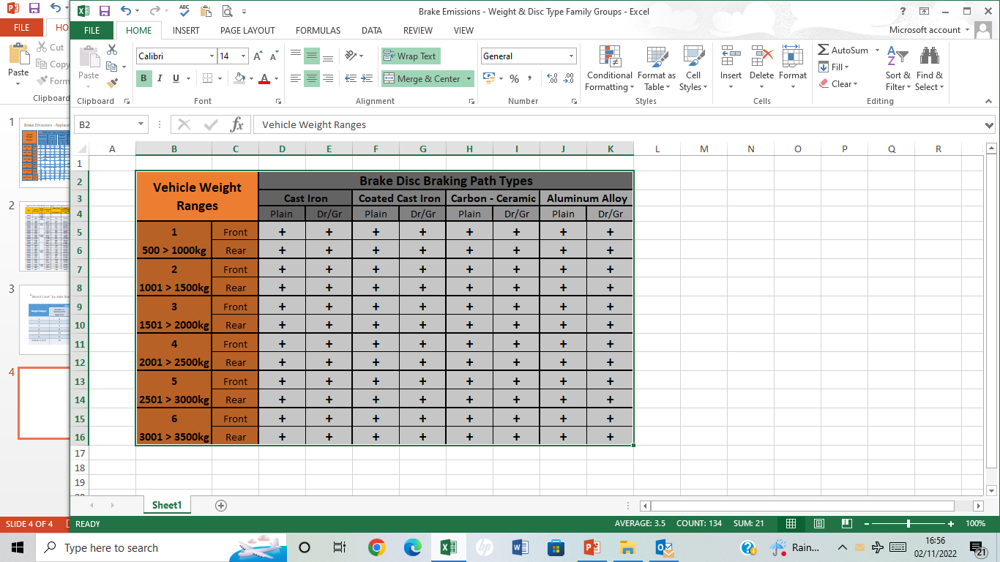 Brake Emissions - Weight & Disc Type Family Groups - Excel
FILE HO
FILE HOME INSERT PAGE LAYOUT FORMULAS DATA REVIEW VIEW Microsoft account
Cut
Copy
Form
Paste
Clipboard
Paste
Clipboard
Calibri 14
B I U A
Font
Wrap Text
Merge & Center
Alignment
General
% ,
Number
Conditional Formatting
Format as Table
Cell Styles
Styles
Insert Delete Format
Cells
AutoSum
Fill
Clear
Sort & Filter
Find & Select
Editing
B2 fx Vehicle Weight Ranges
A B C D E F G H I J K L M N O P Q R
1
2 Vehicle Weight Ranges Brake Disc Braking Path Types
3 Cast Iron Coated Cast Iron Carbon - Ceramic Aluminum Alloy
4 Plain Dr/Gr Plain Dr/Gr Plain Dr/Gr Plain Dr/Gr
5 1 Front + + + + + + + +
6 500 > 1000kg Rear + + + + + + + +
7 2 Front + + + + + + + +
8 1001 > 1500kg Rear + + + + + + + +
9 3 Front + + + + + + + +
10 1501 > 2000kg Rear + + + + + + + +
11 4 Front + + + + + + + +
12 2001 > 2500kg Rear + + + + + + + +
13 5 Front + + + + + + + +
14 2501 > 3000kg Rear + + + + + + + +
15 6 Front + + + + + + + +
16 3001 > 3500kg Rear + + + + + + + +
17
18
19
1
Brake Emissions - Replace
2
3
4
Sheet1
SLIDE 4 OF 4
READY AVERAGE: 3.5 COUNT: 134 SUM: 21 100%
Type here to search
Rain...
16:56
02/11/2022
21